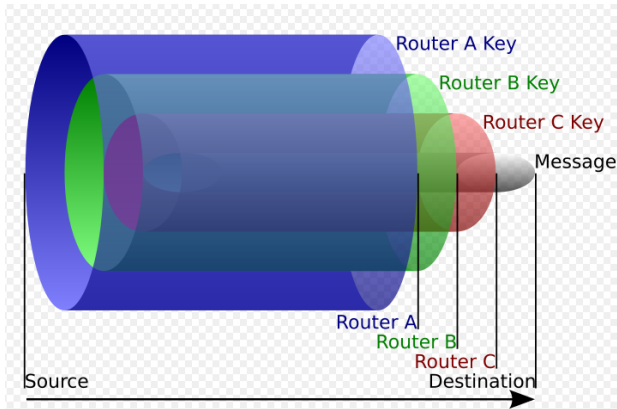 Router A Key
Router B Key
Router C Key
Message
Router A
Router B
Router C
Source
Destination